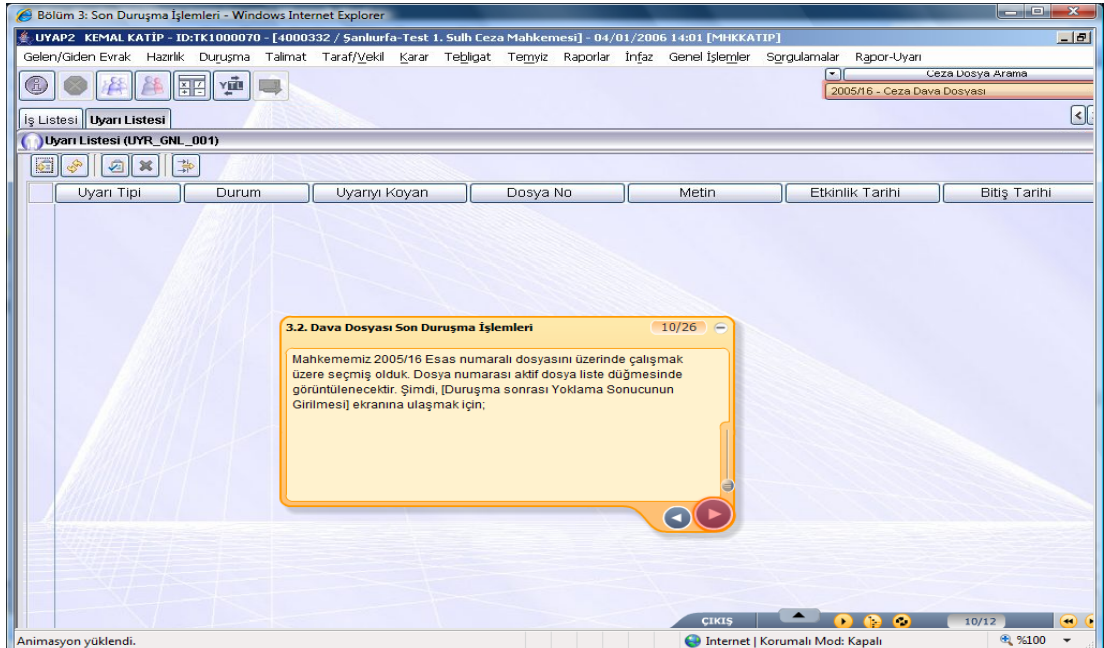 Bölüm 3: Son Duruşma İşlemleri - Windows Internet Explorer
UYAP2 KEMAL KATİP - ID:TK1000070 - [4000332 / Şanlıurfa-Test 1. Sulh Ceza Mahkemesi] - 04/01/2006 14:01 [MHKKATIP]
Gelen/Giden Evrak Hazırlık Duruşma Talimat Taraf/Vekil Karar Tebligat Temyiz Raporlar İnfaz Genel İşlemler Sorgulamalar Rapor-Uyarı
Ceza Dosya Arama
2005/16 - Ceza Dava Dosyası
İş Listesi Uyarı Listesi
Uyarı Listesi (UYR_GNL_001)
Uyarı Tipi Durum Uyarıyı Koyan Dosya No Metin Etkinlik Tarihi Bitiş Tarihi
3.2. Dava Dosyası Son Duruşma İşlemleri 10/26
Mahkememiz 2005/16 Esas numaralı dosyasını üzerinde çalışmak
üzere seçmiş olduk. Dosya numarası aktif dosya liste düğmesinde
görüntülenecektir. Şimdi, [Duruşma sonrası Yoklama Sonucunun
Girilmesi] ekranına ulaşmak için;
ÇIKIŞ 10/12
Animasyon yüklendi. Internet | Korumalı Mod: Kapalı %100